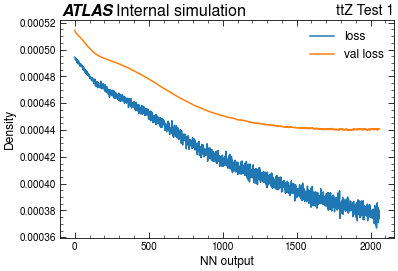 ATLAS Internal simulation
ttZ Test 1
loss
val loss
0.00052
0.00050
0.00048
0.00046
0.00044
0.00042
0.00040
0.00038
0.00036
Density
0
500
1000
1500
2000
NN output